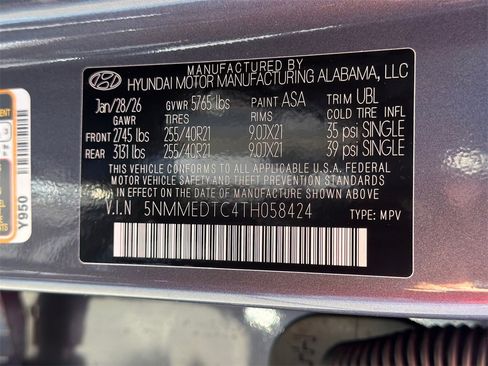 MANUFACTURED BY
HYUNDAI MOTOR MANUFACTURING ALABAMA, LLC
Jan/28/26 GVWR 5765 lbs PAINT ASA TRIM UBL
GAWR TIRES RIMS COLD TIRE INFL
FRONT 2745 lbs 255/40R21 9.0JX21 35 psi SINGLE
REAR 3131 lbs 255/40R21 9.0JX21 39 psi SINGLE
THIS VEHICLE CONFORMS TO ALL APPLICABLE U.S.A. FEDERAL
MOTOR VEHICLE SAFETY AND THEFT PREVENTION STANDARDS
IN EFFECT ON THE DATE OF MANUFACTURE SHOWN ABOVE.
V.I.N 5NMMEDTC4TH058424
TYPE: MPV
Y950